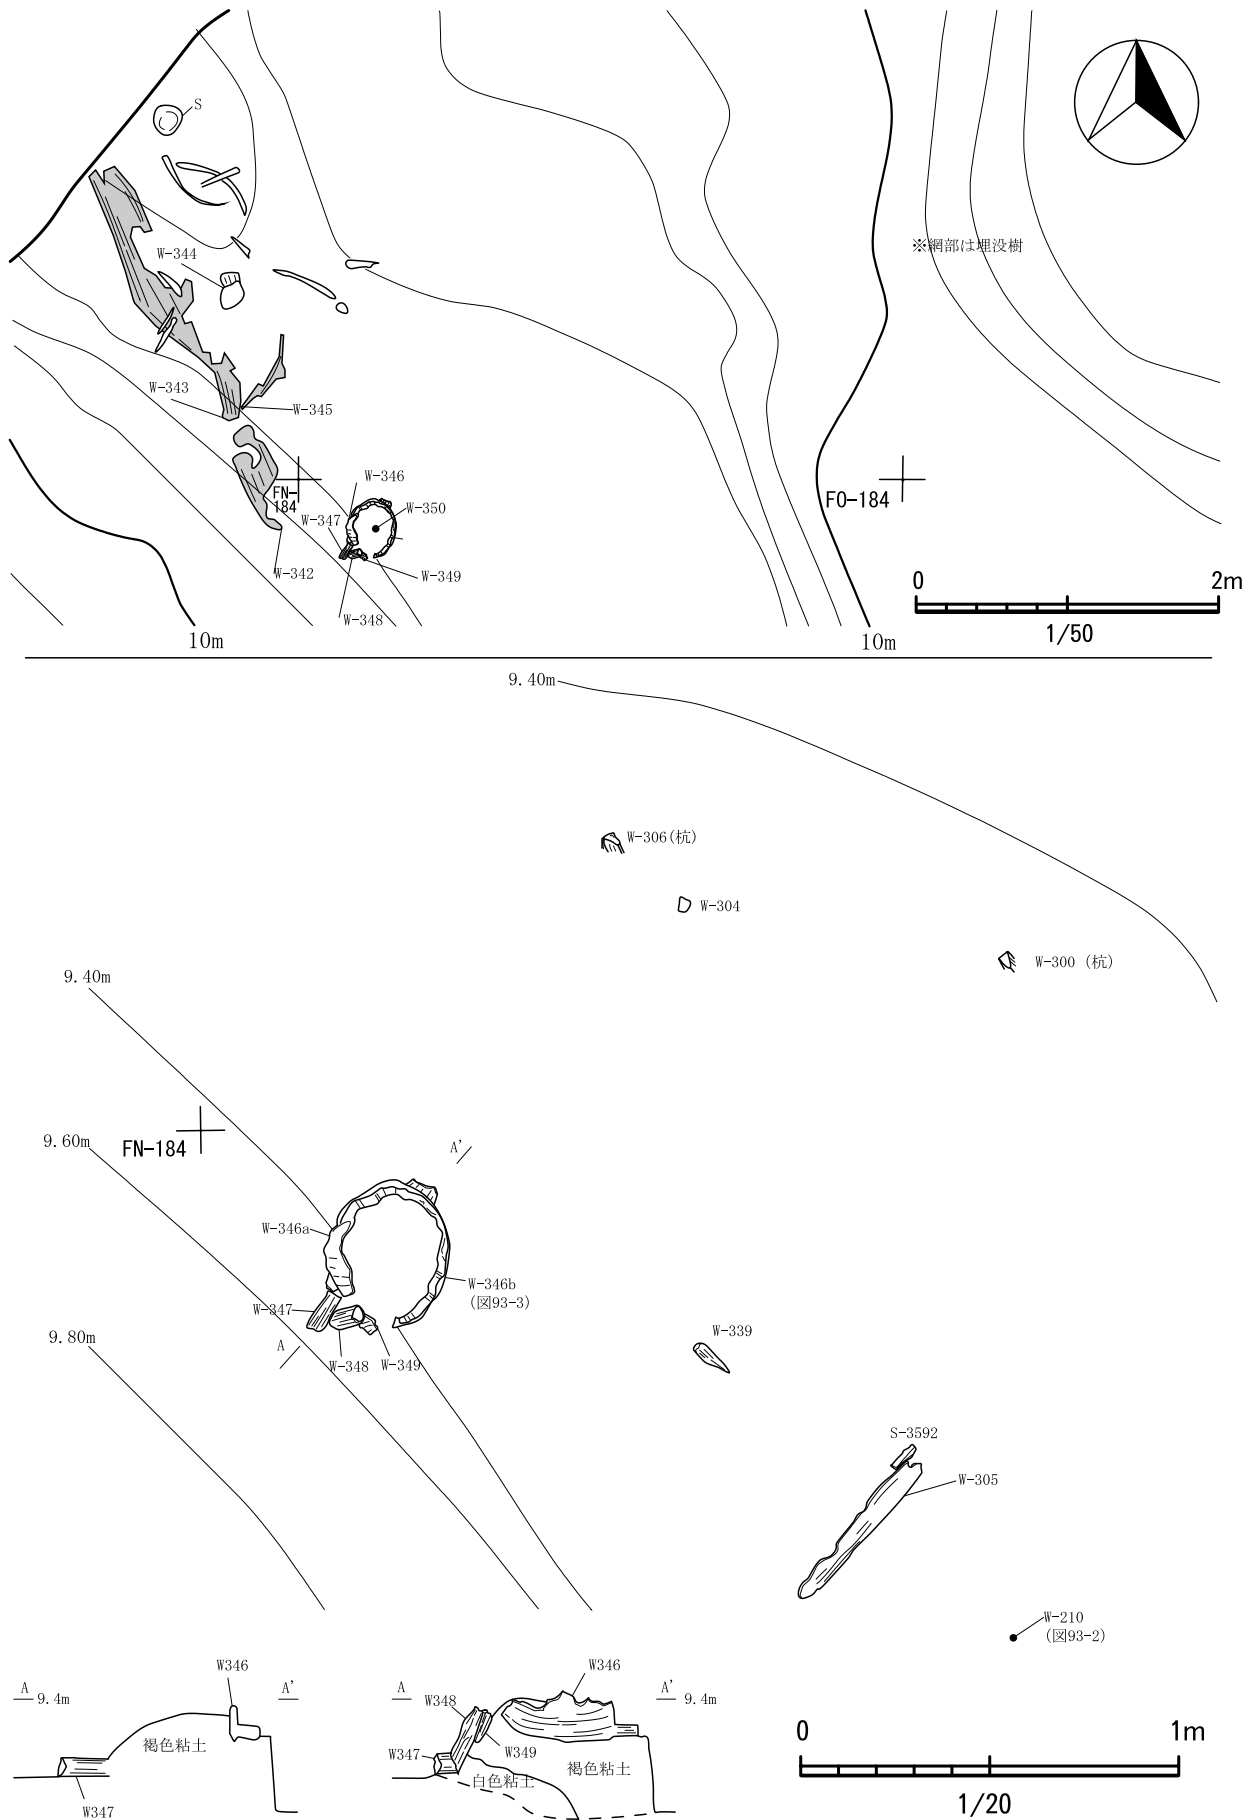 S
W-344
※網部は埋没樹
W-343
W-345
W-346
FN-
184
W-350
FO-184
W-347
W-342
W-349
W-348
0 2m
1/50
10m
10m
9.40m
W-306(杭)
W-304
W-300 (杭)
9.40m
FN-184
9.60m
A'
W-346a
W-346b
(図93-3)
W-347
9.80m
A
W-348
W-349
W-339
S-3592
W-305
W-210
(図93-2)
A 9.4m
W346
A'
褐色粘土
W347
A
W348
W346
A' 9.4m
W347
W349
白色粘土
褐色粘土
0 1m
1/20